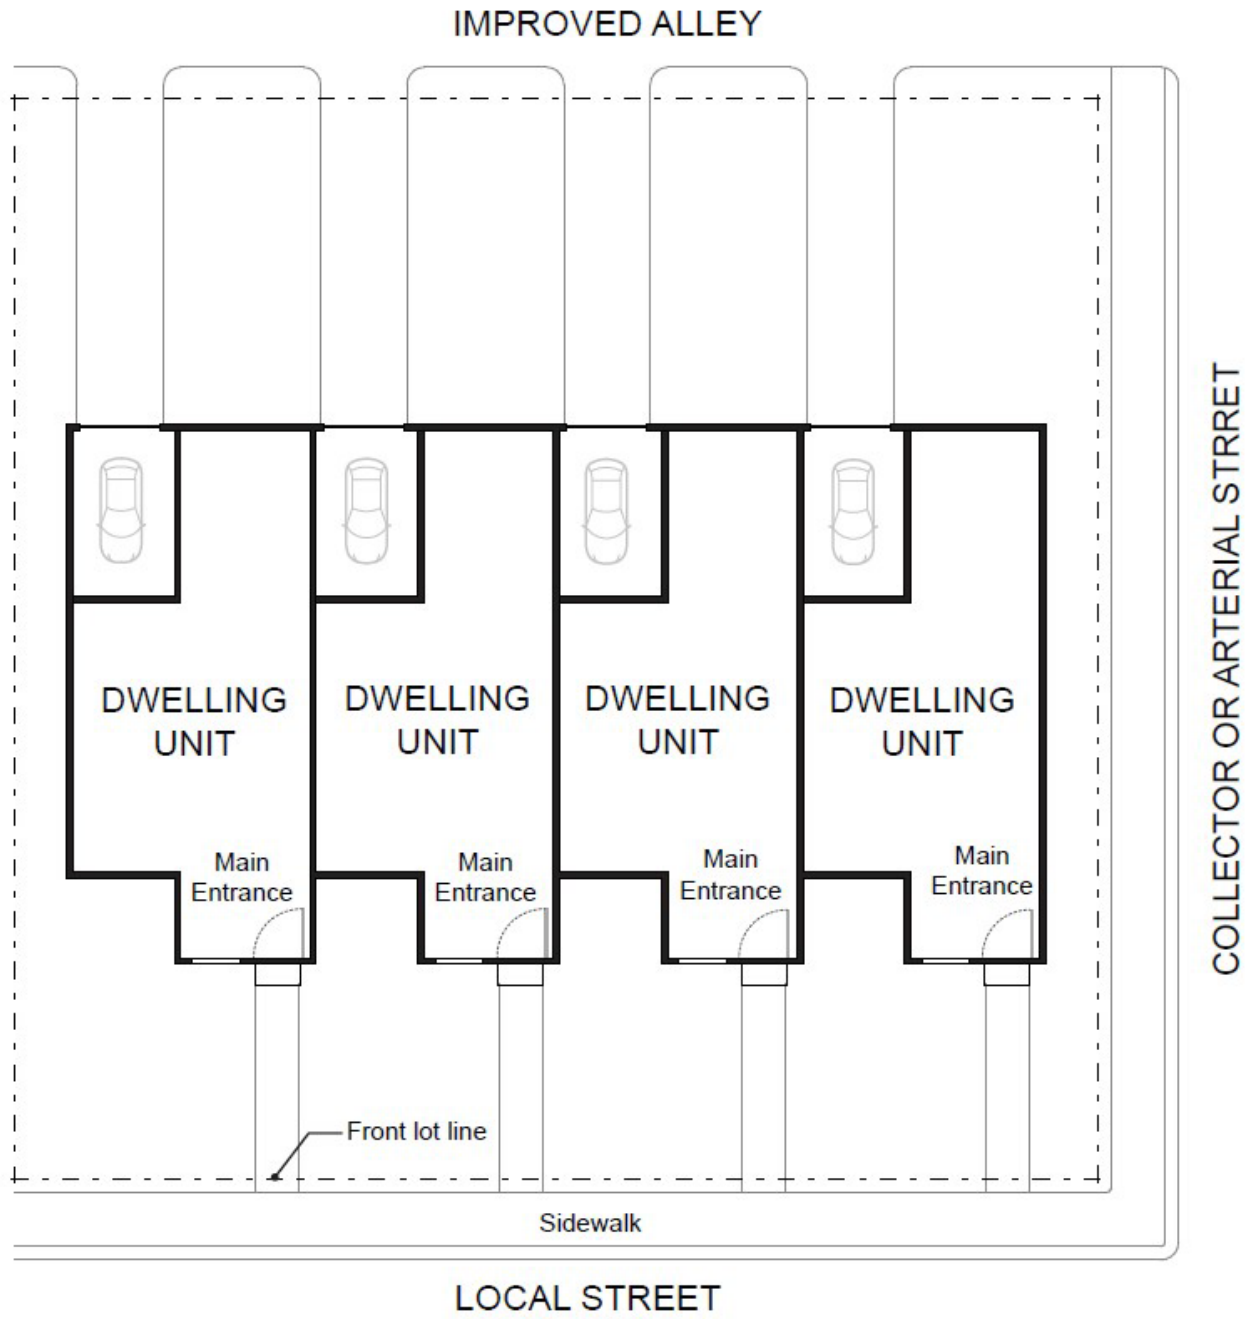 IMPROVED ALLEY
COLLECTOR OR ARTERIAL STRRET
DWELLING
UNIT
DWELLING
UNIT
DWELLING
UNIT
DWELLING
UNIT
Main
Entrance
Main
Entrance
Main
Entrance
Main
Entrance
Front lot line
Sidewalk
LOCAL STREET